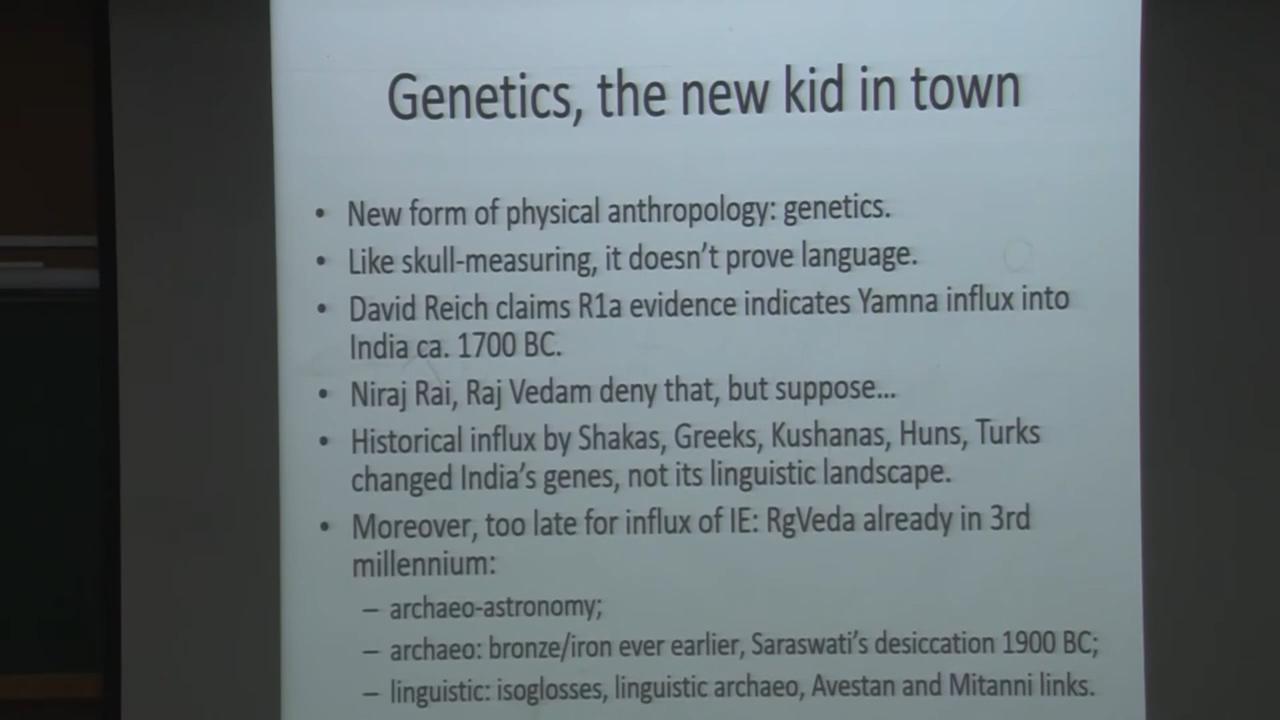 Genetics, the new kid in town
• New form of physical anthropology: genetics.
• Like skull-measuring, it doesn't prove language.
• David Reich claims R1a evidence indicates Yamna influx into
India ca. 1700 BC.
• Niraj Rai, Raj Vedam deny that, but suppose...
• Historical influx by Shakas, Greeks, Kushanas, Huns, Turks
changed India's genes, not its linguistic landscape.
• Moreover, too late for influx of IE: RgVeda already in 3rd
millennium:
– archaeo-astronomy;
– archaeo: bronze/iron ever earlier, Saraswati's desiccation 1900 BC;
– linguistic: isoglosses, linguistic archaeo, Avestan and Mitanni links.